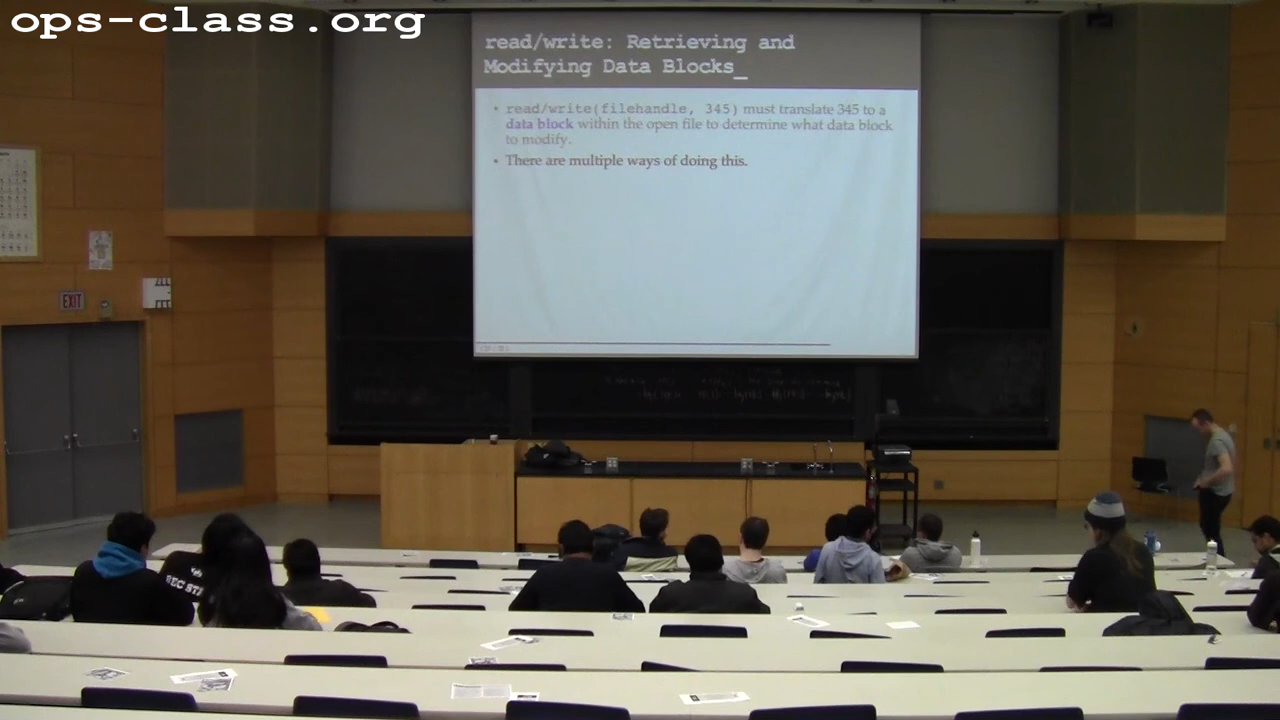 ops-class.org
read/write: Retrieving and
Modifying Data Blocks_
• read/write(filehandle, 345) must translate 345 to a
data block within the open file to determine what data block
to modify.
• There are multiple ways of doing this.
EXIT